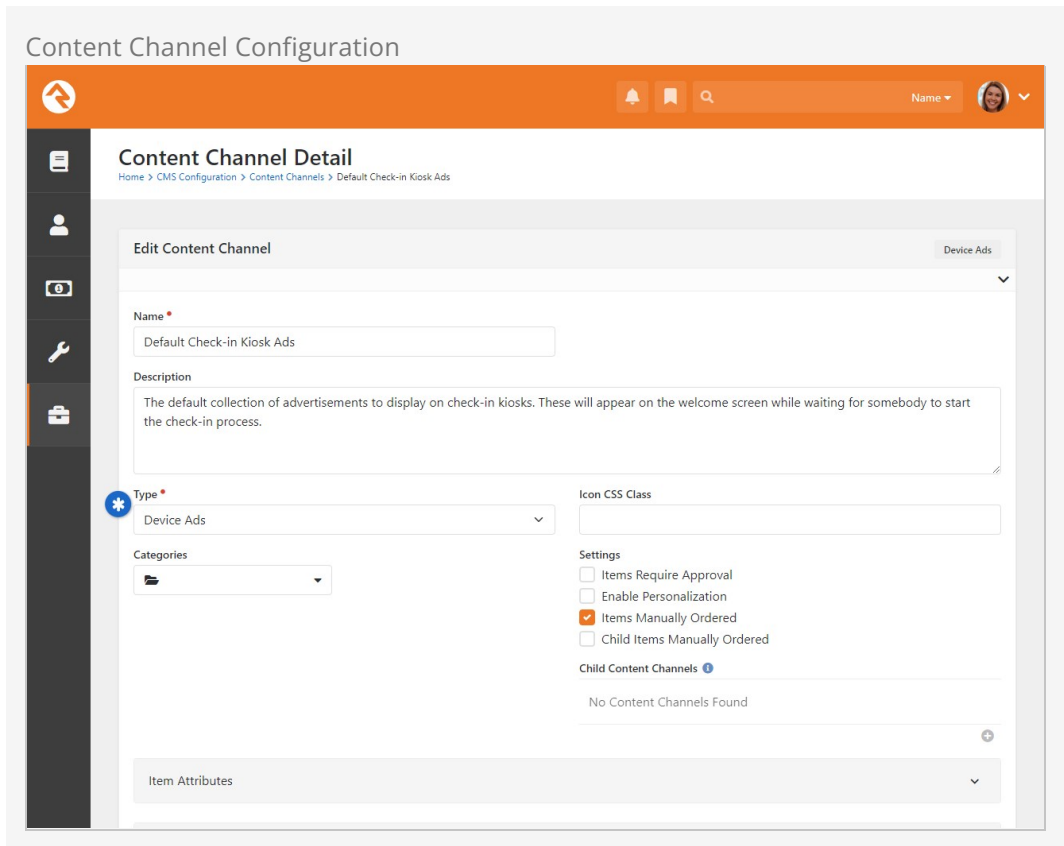 Content Channel Configuration
Name
Content Channel Detail
Home > CMS Configuration > Content Channels > Default Check-in Kiosk Ads
Edit Content Channel
Device Ads
Name
Default Check-in Kiosk Ads
Description
The default collection of advertisements to display on check-in kiosks. These will appear on the welcome screen while waiting for somebody to start
the check-in process.
Type
Icon CSS Class
Device Ads
Categories
Settings
Items Require Approval
Enable Personalization
Items Manually Ordered
Child Items Manually Ordered
Child Content Channels
No Content Channels Found
Item Attributes